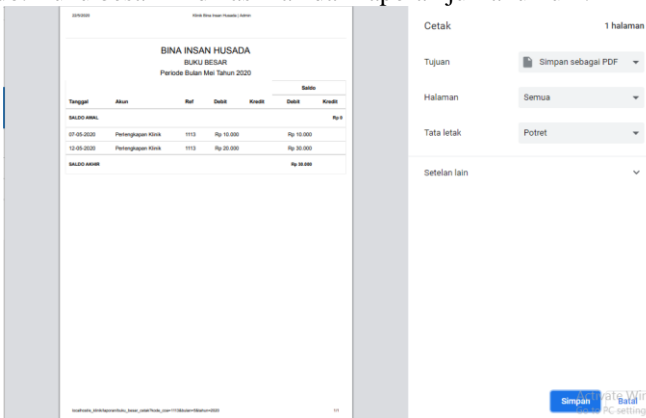 Cetak 1 halaman
Tujuan Simpan sebagai PDF
Halaman Semua
Tata letak Potret
Setelan lain
Simpan Batal
Klinik Bina Insan Husada | Admin
BINA INSAN HUSADA
BUKU BESAR
Periode Bulan Mei Tahun 2020
Saldo
Tanggal Akun Ref Debit Kredit Debit Kredit
SALDO AWAL Rp 0
07-05-2020 Perlengkapan Klinik 1113 Rp 10.000 Rp 10.000
12-05-2020 Perlengkapan Klinik 1113 Rp 20.000 Rp 30.000
SALDO AKHIR Rp 30.000
1/1